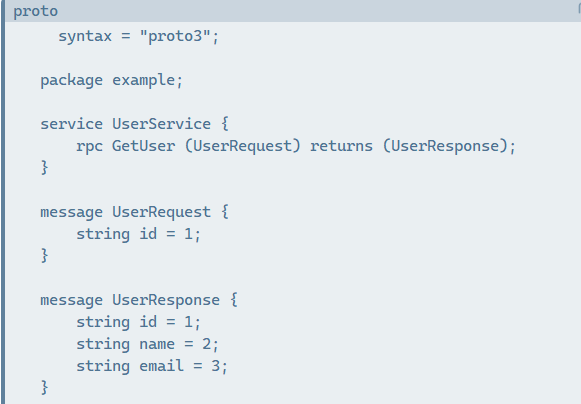 proto
syntax = "proto3";
package example;
service UserService {
rpc GetUser (UserRequest) returns (UserResponse);
}
message UserRequest {
string id = 1;
}
message UserResponse {
string id = 1;
string name = 2;
string email = 3;
}